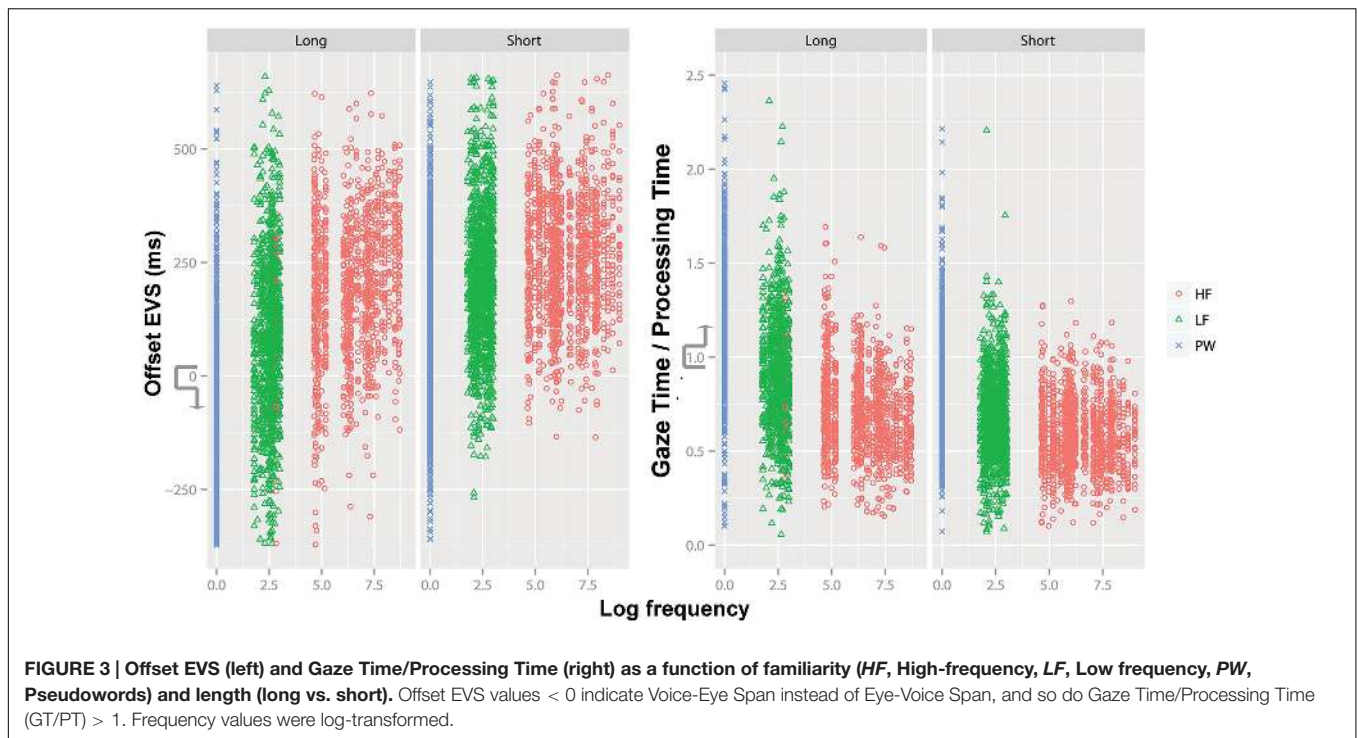 Long Short Long Short
Offset EVS (ms)
500
250
0
−250
0.0 2.5 5.0 7.5 0.0 2.5 5.0 7.5
Gaze Time / Processing Time
2.5
2.0
1.5
1.0
0.5
0.0
0.0 2.5 5.0 7.5 0.0 2.5 5.0 7.5
Log frequency
HF
LF
PW
FIGURE 3 | Offset EVS (left) and Gaze Time/Processing Time (right) as a function of familiarity (HF, High-frequency, LF, Low frequency, PW,
Pseudowords) and length (long vs. short). Offset EVS values < 0 indicate Voice-Eye Span instead of Eye-Voice Span, and so do Gaze Time/Processing Time
(GT/PT) > 1. Frequency values were log-transformed.